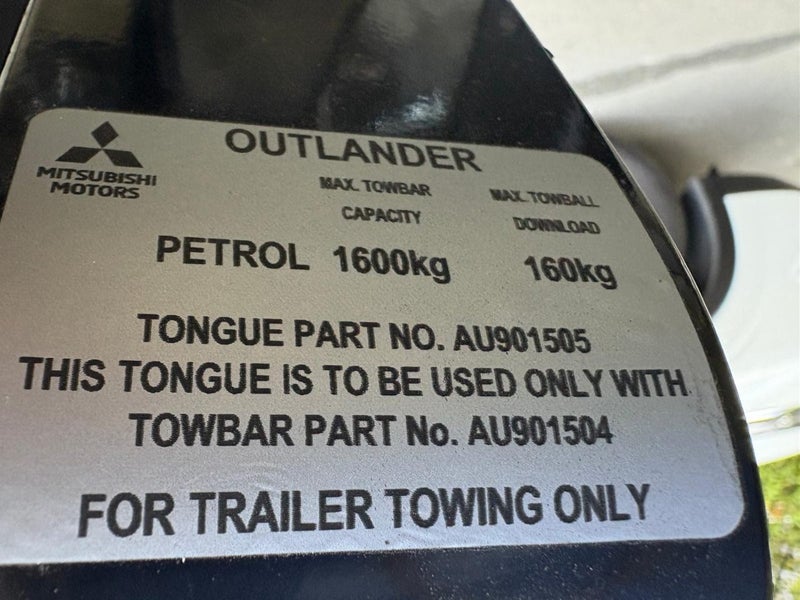 MITSUBISHI
MOTORS
OUTLANDER
MAX. TOWBAR
CAPACITY
MAX. TOWBALL
DOWNLOAD
PETROL 1600kg 160kg
TONGUE PART NO. AU901505
THIS TONGUE IS TO BE USED ONLY WITH
TOWBAR PART No. AU901504
FOR TRAILER TOWING ONLY